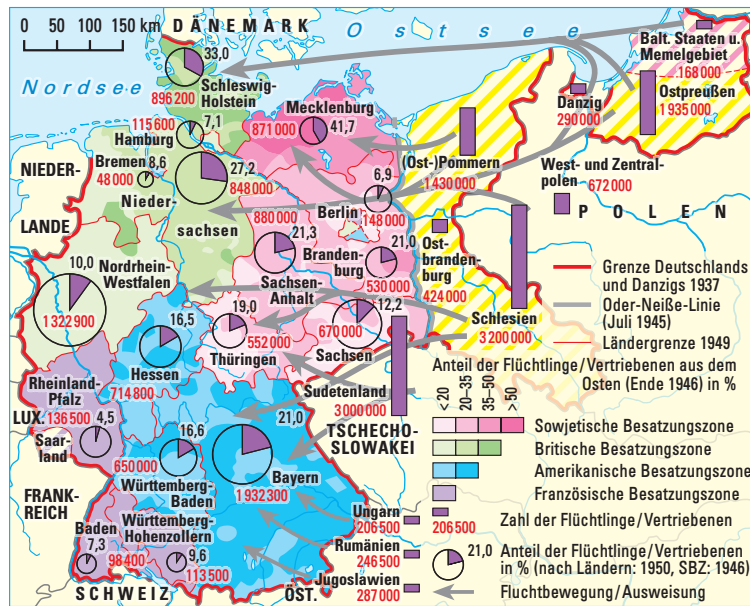 0 50 100 150 km
DÄNEMARK
Ostsee
Nordsee
33,0
Schleswig-
Holstein
896 200
Balt. Staaten u.
Memelgebiet
168 000
Ostpreußen
1 935 000
Danzig
290 000
Mecklenburg
871 000
41,7
115 600
7,1
Hamburg
Bremen
8,6
48 000
27,2
848 000
Nieder-
sachsen
(Ost-)Pommern
1 430 000
West- und Zentral-
polen
672 000
POLEN
6,9
Berlin
148 000
NIEDER-
LANDE
880 000
21,3
Sachsen-
Anhalt
21,0
Brandenburg
530 000
Ost-
brandenburg
424 000
10,0
Nordrhein-
Westfalen
1 322 900
16,5
Hessen
714 800
19,0
552 000
Thüringen
12,2
670 000
Sachsen
Schlesien
3 200 000
Sudetenland
3 000 000
TSCHECHO-
SLOWAKEI
Rheinland-
Pfalz
136 500
LUX.
4,5
Saar-
land
16,6
650 000
Württemberg-
Baden
21,0
Bayern
1 932 300
FRANK-
REICH
Baden
7,3
98 400
Württemberg-
Hohenzollern
9,6
113 500
SCHWEIZ
ÖST.
Ungarn
206 500
Rumänien
246 500
Jugoslawien
287 000
Grenze Deutschlands
und Danzigs 1937
Oder-Neiße-Linie
(Juli 1945)
Ländergrenze 1949
Anteil der Flüchtlinge/Vertriebenen aus dem
Osten (Ende 1946) in %
< 20
20–35
35–50
> 50
Sowjetische Besatzungszone
Britische Besatzungszone
Amerikanische Besatzungszone
Französische Besatzungszone
206 500
Zahl der Flüchtlinge/Vertriebenen
21,0
Anteil der Flüchtlinge/Vertriebenen
in % (nach Ländern: 1950, SBZ: 1946)
Fluchtbewegung/Ausweisung